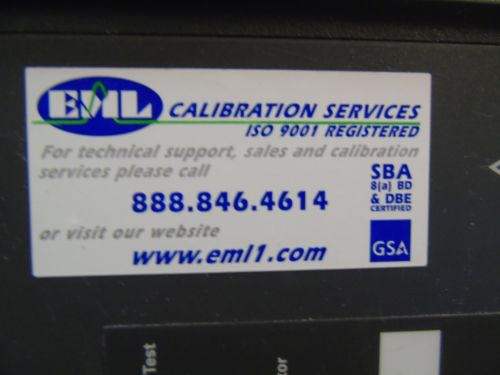 EML CALIBRATION SERVICES
ISO 9001 REGISTERED
For technical support, sales and calibration
services please call
888.846.4614
or visit our website
www.eml1.com
SBA
8(a) BD
& DBE
CERTIFIED
GSA
Test
tor